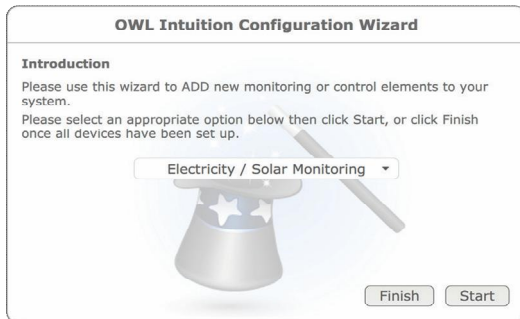 OWL Intuition Configuration Wizard
Introduction
Please use this wizard to ADD new monitoring or control elements to your
system.
Please select an appropriate option below then click Start, or click Finish
once all devices have been set up.
Electricity / Solar Monitoring
Finish Start